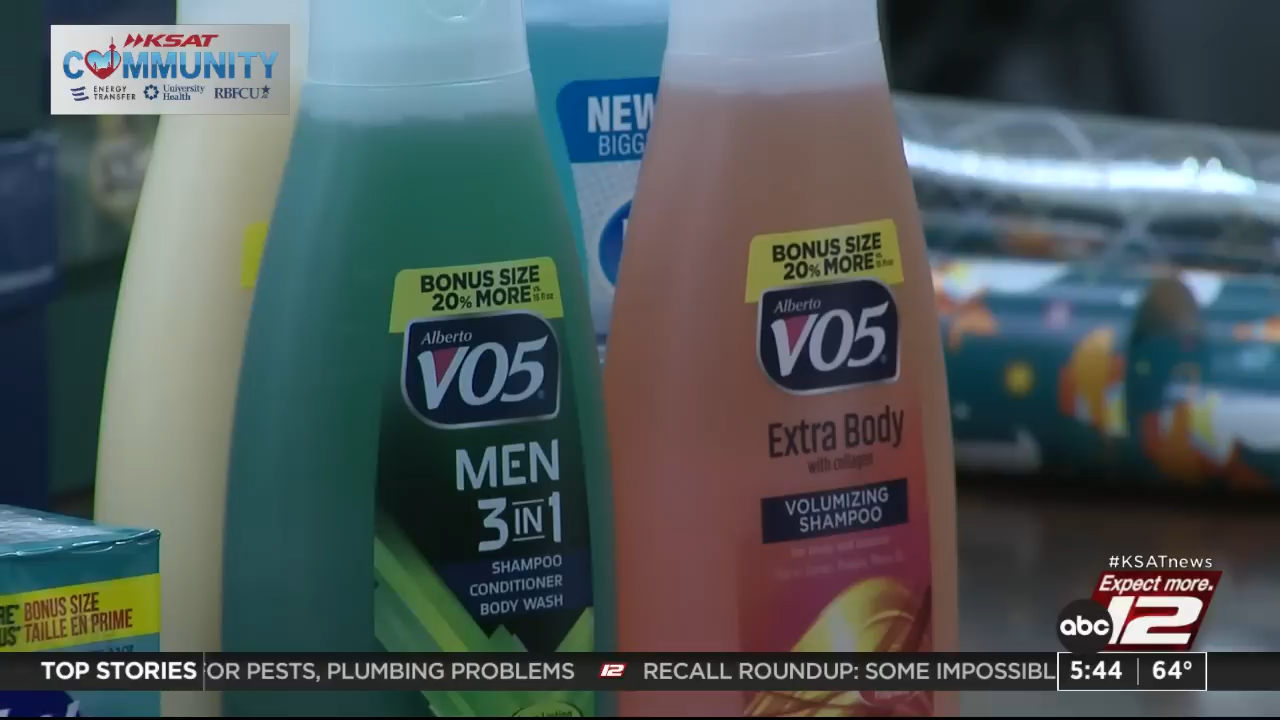 KSAT
COMMUNITY
ENERGY TRANSFER
University Health
RBFCU
NEW
BIGG
BONUS SIZE
20% MORE
Alberto
VO5
MEN
3 IN 1
SHAMPOO
CONDITIONER
BODY WASH
BONUS SIZE
20% MORE
Alberto
VO5
Extra Body
with collagen
VOLUMIZING
SHAMPOO
BONUS SIZE
TAILLE EN PRIME
#KSATnews
Expect more.
abc 12
TOP STORIES OR PESTS, PLUMBING PROBLEMS 12 RECALL ROUNDUP: SOME IMPOSSIBL 5:44 64°